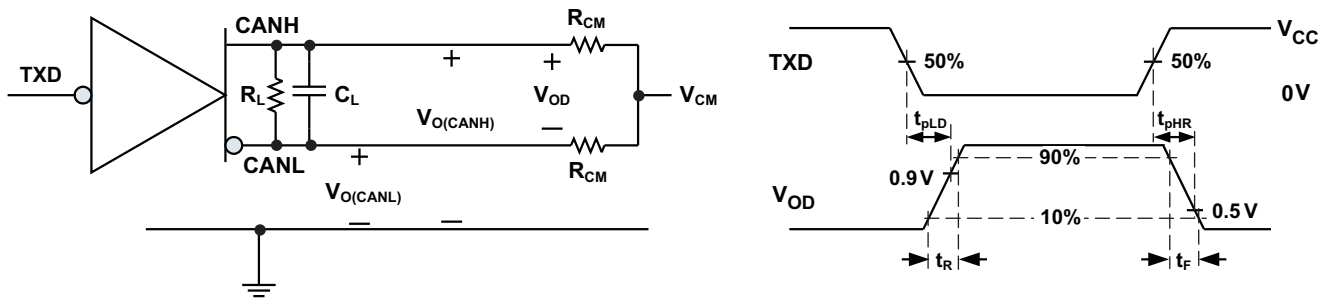 CANH
R_CM
TXD
R_L
C_L
+
+
V_OD
V_CM
V_O(CANH)
−
CANL
+
R_CM
V_O(CANL)
−
−
TXD
50%
50%
V_CC
0V
t_pLD
t_pHR
90%
0.9 V
V_OD
10%
0.5 V
t_R
t_F